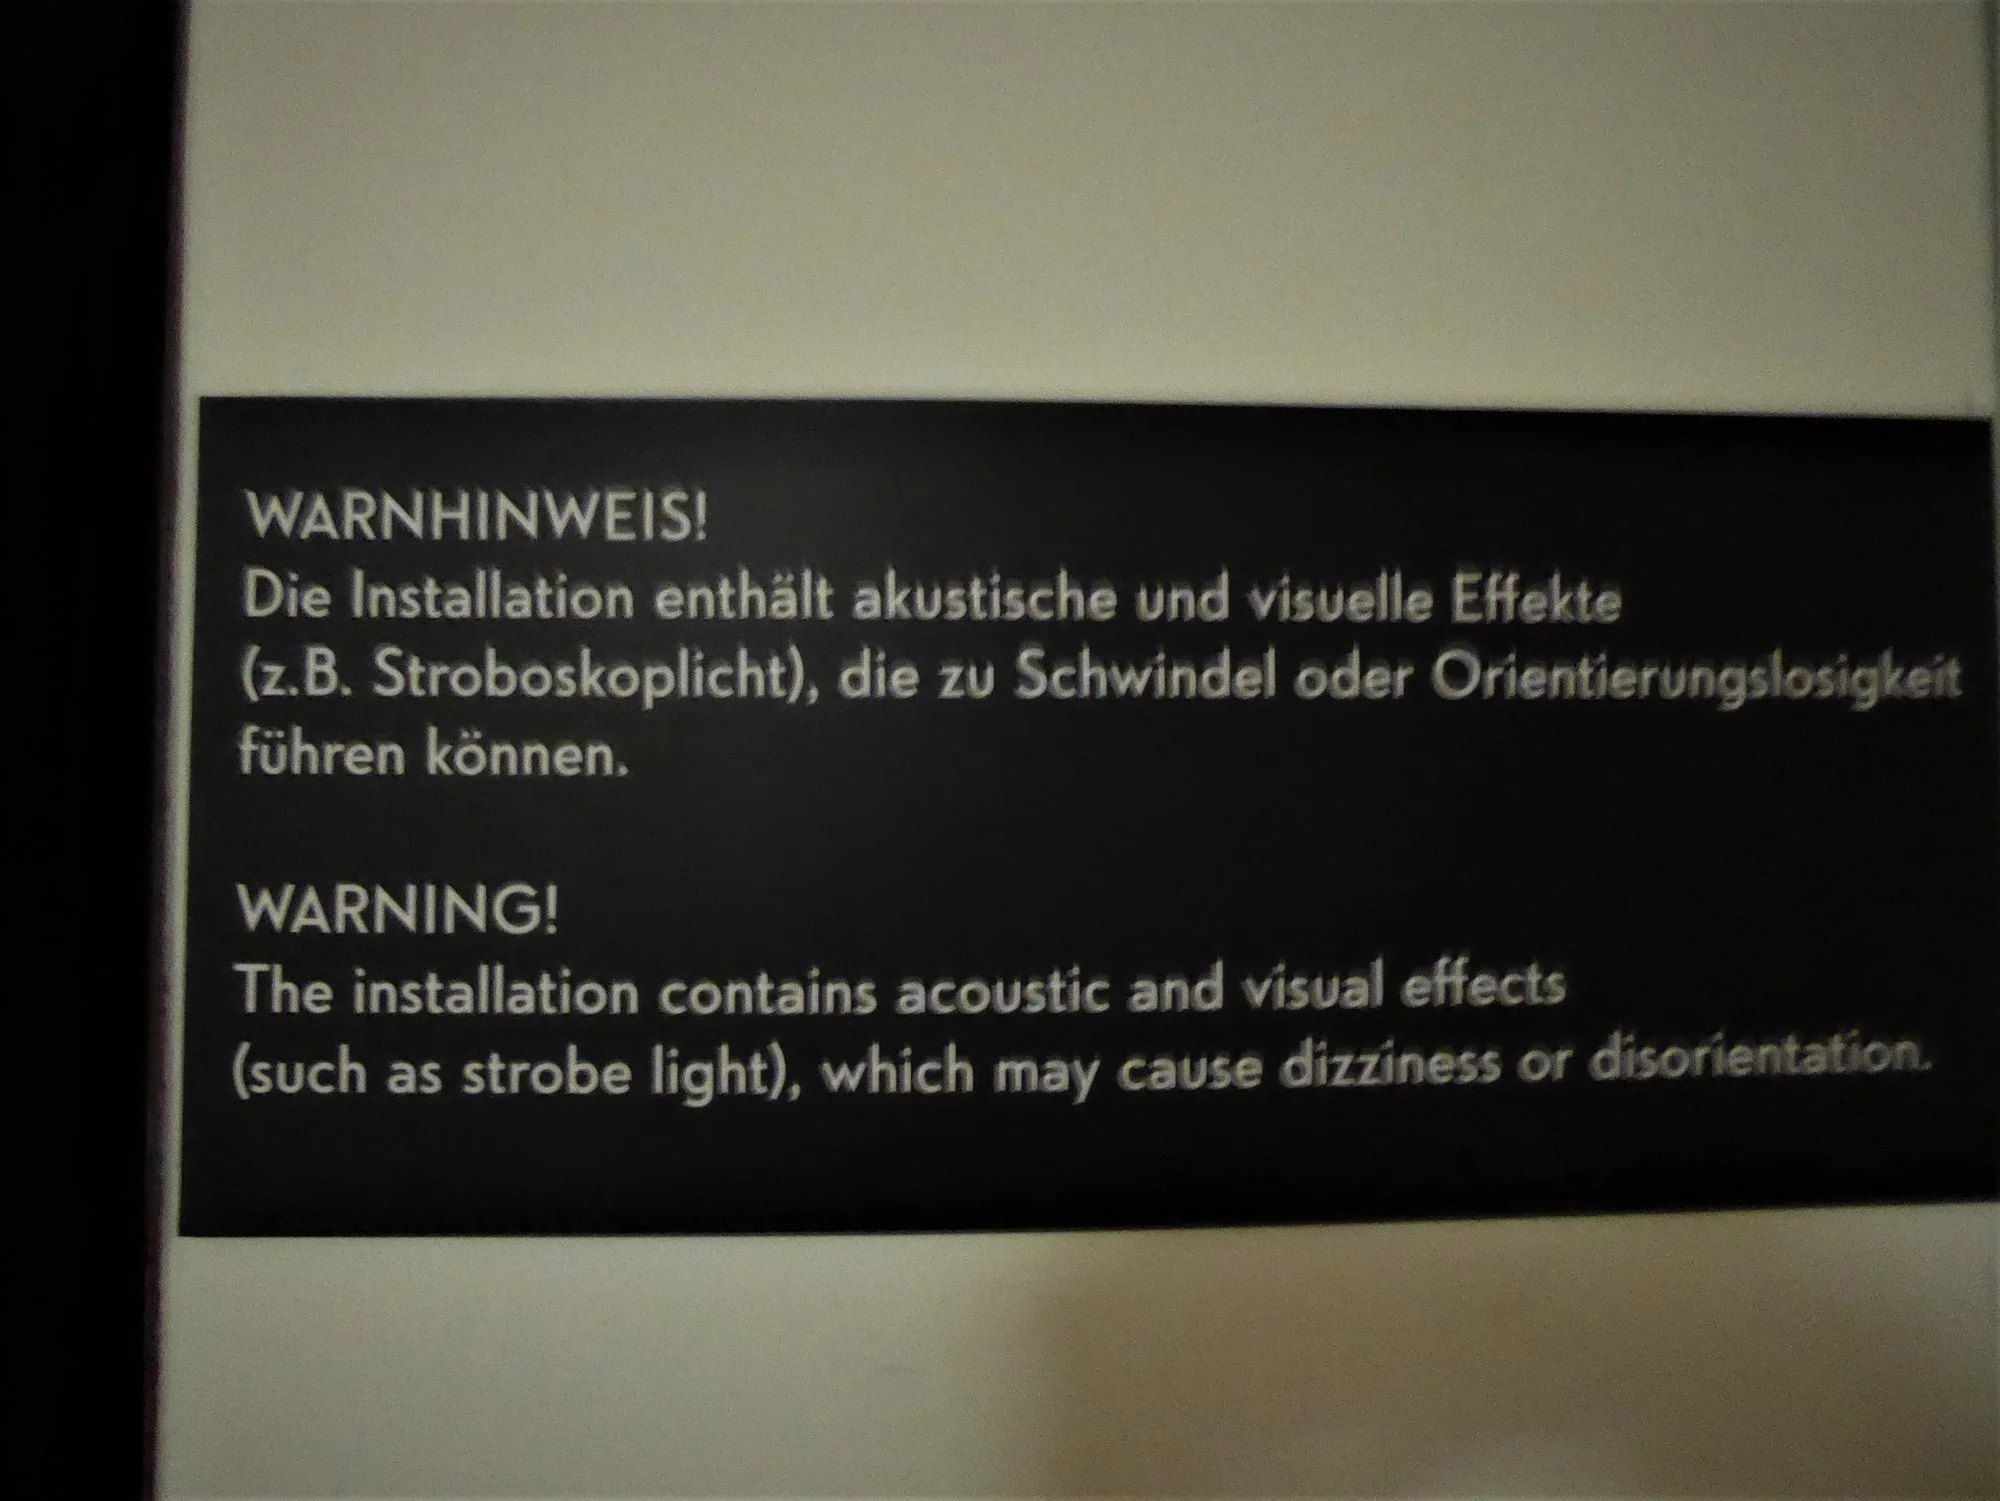 WARNHINWEIS!
Die Installation enthält akustische und visuelle Effekte
(z.B. Stroboskoplicht), die zu Schwindel oder Orientierungslosigkeit
führen können.
WARNING!
The installation contains acoustic and visual effects
(such as strobe light), which may cause dizziness or disorientation.